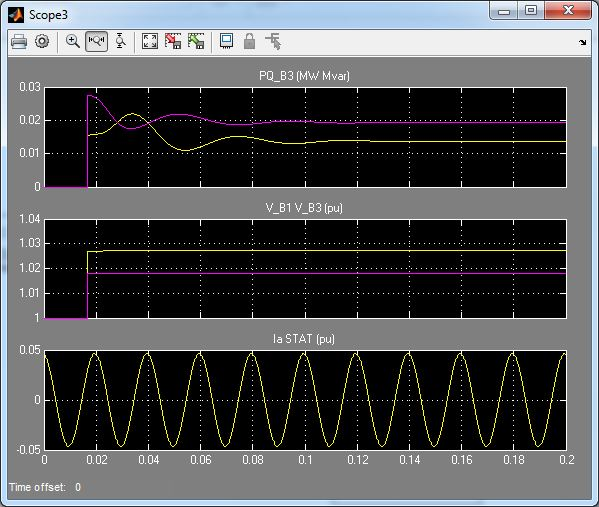 Scope3
PQ_B3 (MW Mvar)
0.03
0.02
0.01
0
V_B1 V_B3 (pu)
1.04
1.03
1.02
1.01
1
Ia STAT (pu)
0.05
0
-0.05
0 0.02 0.04 0.06 0.08 0.1 0.12 0.14 0.16 0.18 0.2
Time offset: 0